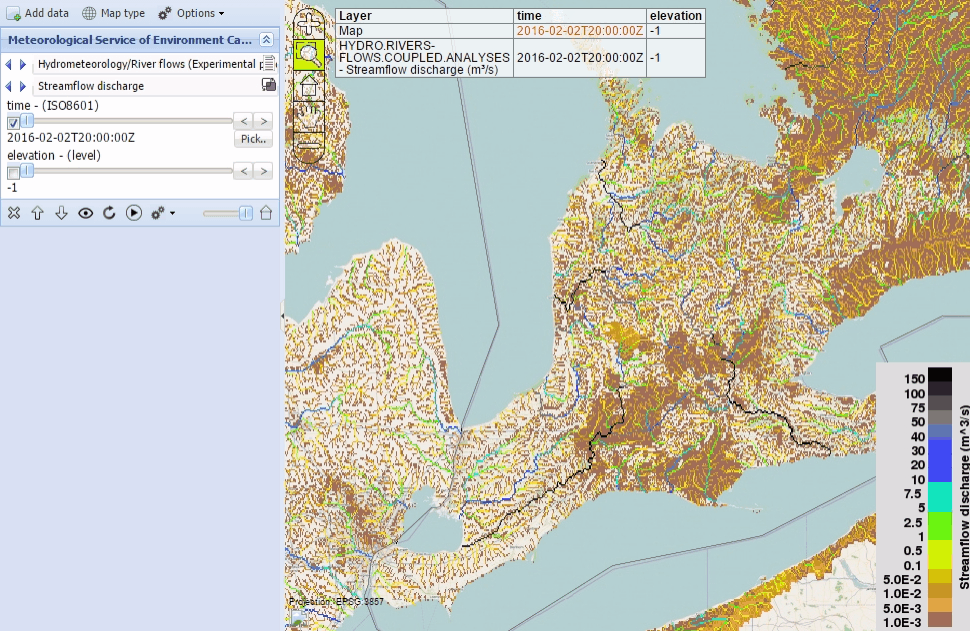 Add data Map type Options
Meteorological Service of Environment Ca...
Hydrometeorology/River flows (Experimental p
Streamflow discharge
time - (ISO8601)
2016-02-02T20:00:00Z
Pick..
elevation - (level)
-1
Layer time elevation
Map 2016-02-02T20:00:00Z -1
HYDRO.RIVERS-
FLOWS.COUPLED.ANALYSES 2016-02-02T20:00:00Z -1
- Streamflow discharge (m³/s)
Projection: EPSG:3857
150
100
75
50
40
30
20
10
7.5
5
2.5
1
0.5
0.1
5.0E-2
1.0E-2
5.0E-3
1.0E-3
Streamflow discharge (m^3/s)